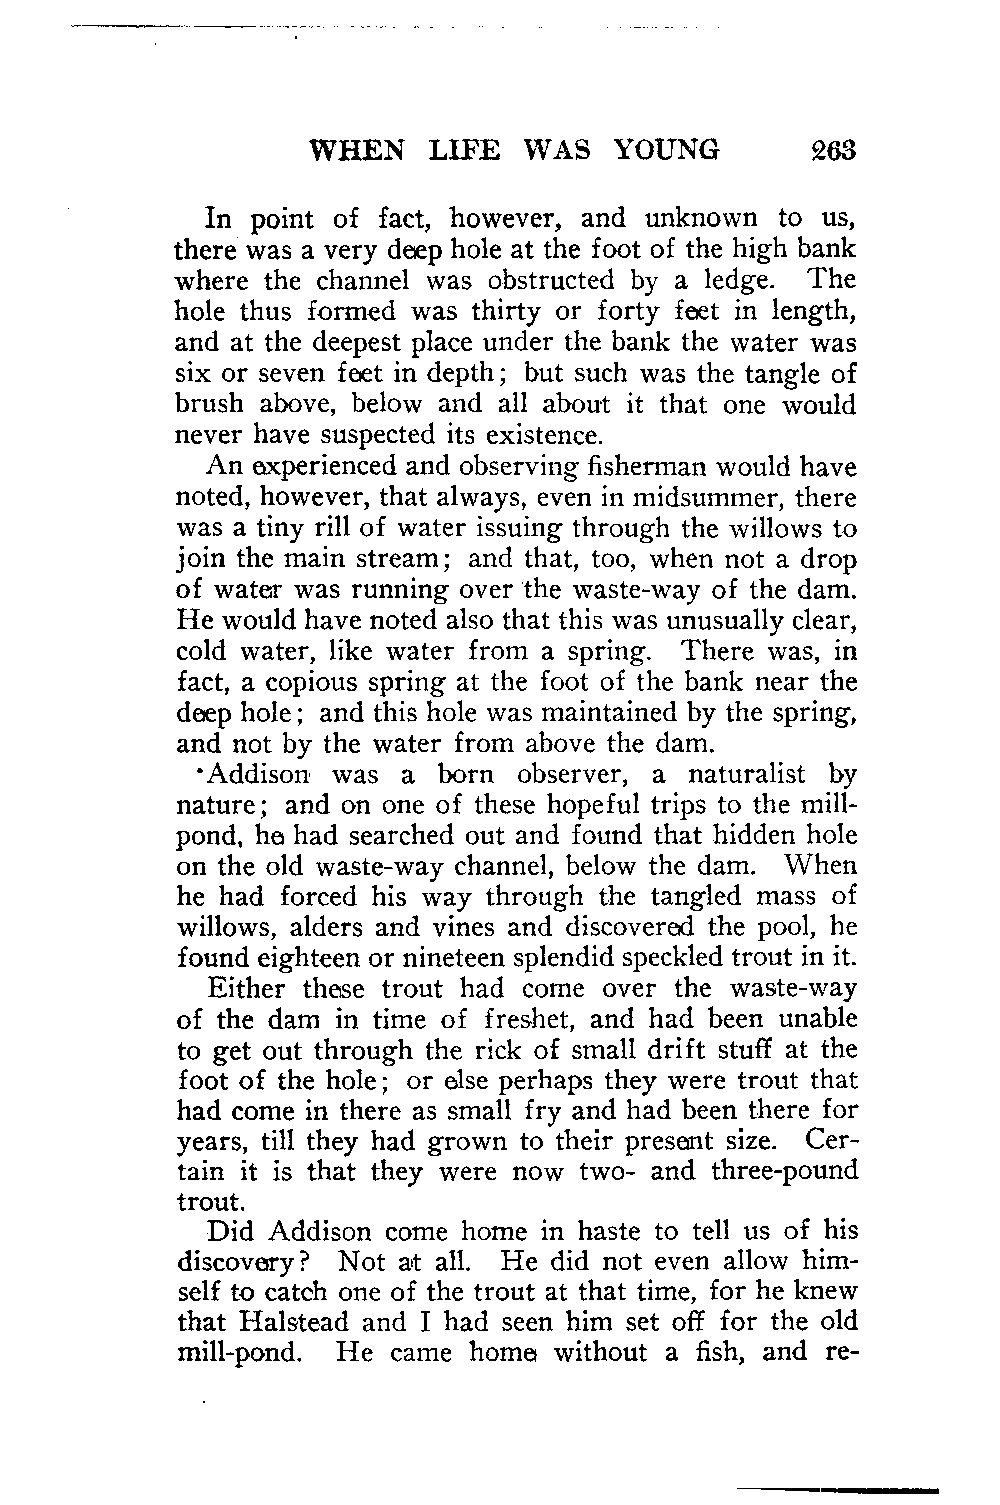 WHEN LIFE WAS YOUNG 263
In point of fact, however, and unknown to us,
there was a very deep hole at the foot of the high bank
where the channel was obstructed by a ledge. The
hole thus formed was thirty or forty feet in length,
and at the deepest place under the bank the water was
six or seven feet in depth; but such was the tangle of
brush above, below and all about it that one would
never have suspected its existence.
An experienced and observing fisherman would have
noted, however, that always, even in midsummer, there
was a tiny rill of water issuing through the willows to
join the main stream; and that, too, when not a drop
of water was running over the waste-way of the dam.
He would have noted also that this was unusually clear,
cold water, like water from a spring. There was, in
fact, a copious spring at the foot of the bank near the
deep hole; and this hole was maintained by the spring,
and not by the water from above the dam.
Addison was a born observer, a naturalist by
nature; and on one of these hopeful trips to the mill-
pond, he had searched out and found that hidden hole
on the old waste-way channel, below the dam. When
he had forced his way through the tangled mass of
willows, alders and vines and discovered the pool, he
found eighteen or nineteen splendid speckled trout in it.
Either these trout had come over the waste-way
of the dam in time of freshet, and had been unable
to get out through the rick of small drift stuff at the
foot of the hole; or else perhaps they were trout that
had come in there as small fry and had been there for
years, till they had grown to their present size. Cer-
tain it is that they were now two- and three-pound
trout.
Did Addison come home in haste to tell us of his
discovery? Not at all. He did not even allow him-
self to catch one of the trout at that time, for he knew
that Halstead and I had seen him set off for the old
mill-pond. He came home without a fish, and re-